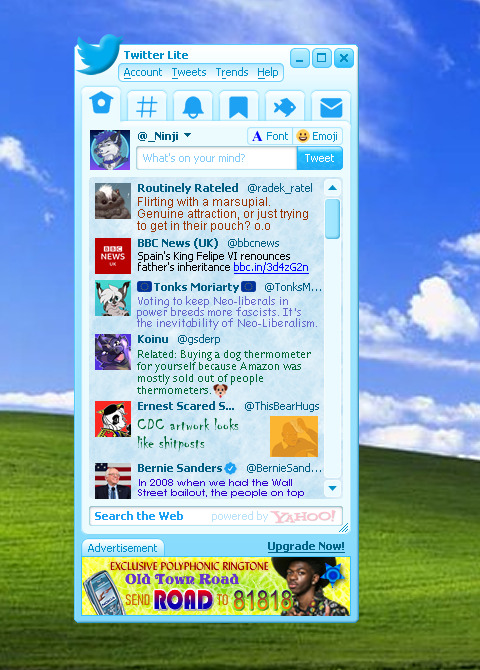 Twitter Lite
Account Tweets Trends Help
@_Ninji
A Font
Emoji
What's on your mind?
Tweet
Routinely Rateled @radek_ratel
Flirting with a marsupial.
Genuine attraction, or just trying
to get in their pouch? o.o
BBC
NEWS
UK
BBC News (UK) @bbcnews
Spain's King Felipe VI renounces
father's inheritance bbc.in/3d4zG2n
Tonks Moriarty @TonksM...
Voting to keep Neo-liberals in
power breeds more fascists. It's
the inevitability of Neo-Liberalism.
Koinu @gsderp
Related: Buying a dog thermometer
for yourself because Amazon was
mostly sold out of people
thermometers.
Ernest Scared S... @ThisBearHugs
CDC artwork looks
like shitposts
Bernie Sanders @BernieSand...
In 2008 when we had the Wall
Street bailout, the people on top
Search the Web
powered by YAHOO!
Advertisement
Upgrade Now!
EXCLUSIVE POLYPHONIC RINGTONE
Old Town Road
SEND ROAD TO 81818